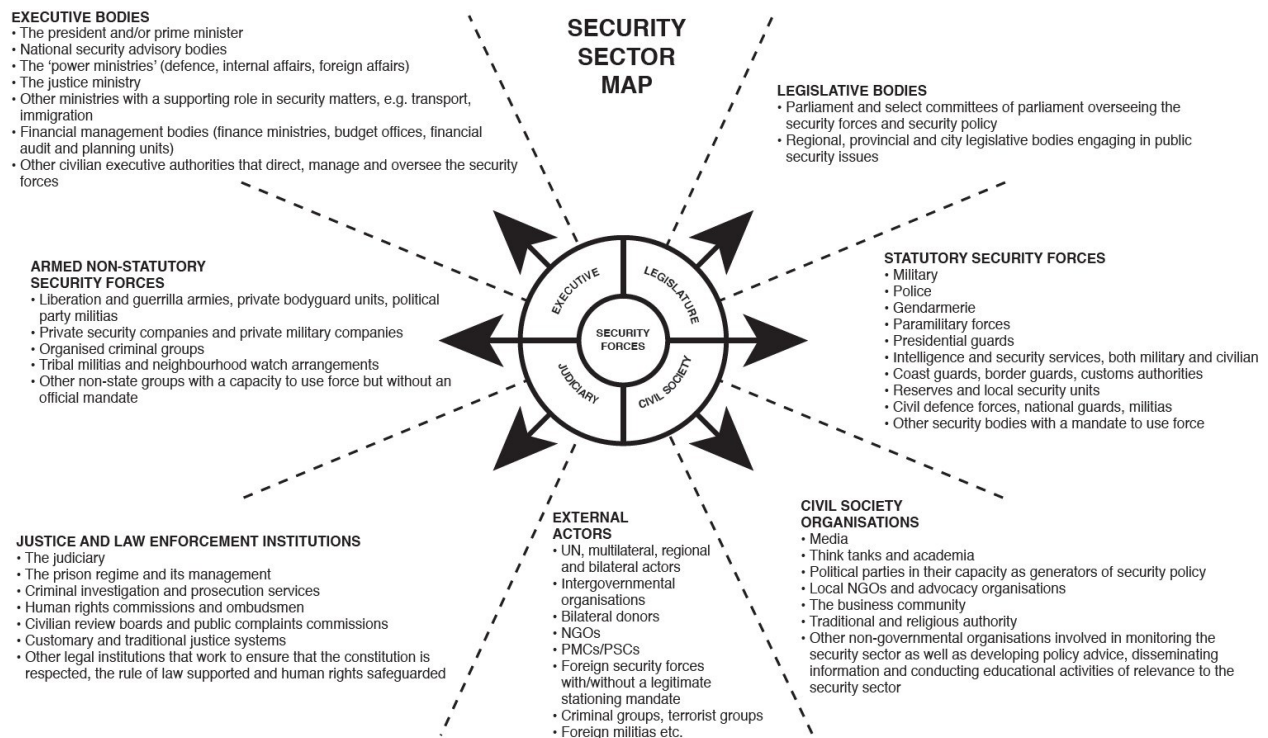 SECURITY
SECTOR
MAP
EXECUTIVE BODIES
• The president and/or prime minister
• National security advisory bodies
• The ‘power ministries’ (defence, internal affairs, foreign affairs)
• The justice ministry
• Other ministries with a supporting role in security matters, e.g. transport,
immigration
• Financial management bodies (finance ministries, budget offices, financial
audit and planning units)
• Other civilian executive authorities that direct, manage and oversee the security
forces
LEGISLATIVE BODIES
• Parliament and select committees of parliament overseeing the
security forces and security policy
• Regional, provincial and city legislative bodies engaging in public
security issues
ARMED NON-STATUTORY
SECURITY FORCES
• Liberation and guerrilla armies, private bodyguard units, political
party militias
• Private security companies and private military companies
• Organised criminal groups
• Tribal militias and neighbourhood watch arrangements
• Other non-state groups with a capacity to use force but without an
official mandate
EXECUTIVE
LEGISLATURE
SECURITY
FORCES
JUDICIARY
CIVIL SOCIETY
STATUTORY SECURITY FORCES
• Military
• Police
• Gendarmerie
• Paramilitary forces
• Presidential guards
• Intelligence and security services, both military and civilian
• Coast guards, border guards, customs authorities
• Reserves and local security units
• Civil defence forces, national guards, militias
• Other security bodies with a mandate to use force
JUSTICE AND LAW ENFORCEMENT INSTITUTIONS
• The judiciary
• The prison regime and its management
• Criminal investigation and prosecution services
• Human rights commissions and ombudsmen
• Civilian review boards and public complaints commissions
• Customary and traditional justice systems
• Other legal institutions that work to ensure that the constitution is
respected, the rule of law supported and human rights safeguarded
EXTERNAL
ACTORS
• UN, multilateral, regional
and bilateral actors
• Intergovernmental
organisations
• Bilateral donors
• NGOs
• PMCs/PSCs
• Foreign security forces
with/without a legitimate
stationing mandate
• Criminal groups, terrorist groups
• Foreign militias etc.
CIVIL SOCIETY
ORGANISATIONS
• Media
• Think tanks and academia
• Political parties in their capacity as generators of security policy
• Local NGOs and advocacy organisations
• The business community
• Traditional and religious authority
• Other non-governmental organisations involved in monitoring the
security sector as well as developing policy advice, disseminating
information and conducting educational activities of relevance to the
security sector